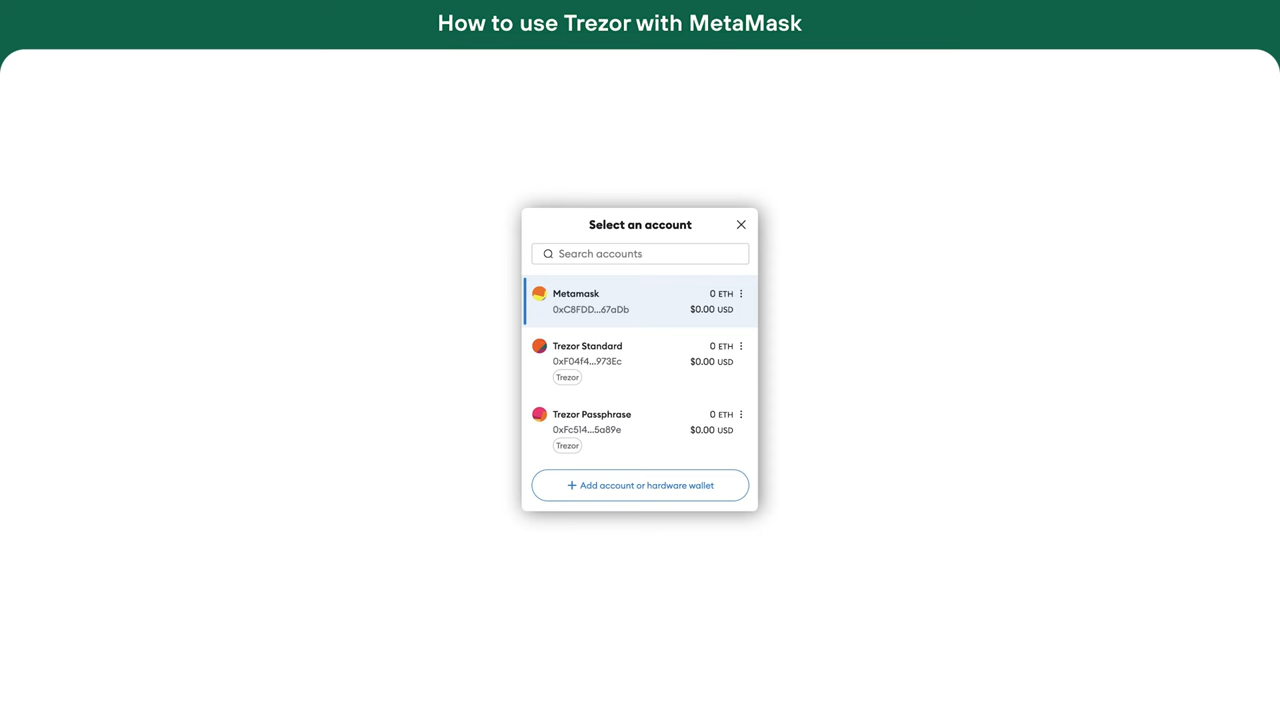 How to use Trezor with MetaMask
Select an account
Search accounts
Metamask 0 ETH
0xC8FDD...67aDb $0.00 USD
Trezor Standard 0 ETH
0xF04f4...973Ec $0.00 USD
Trezor
Trezor Passphrase 0 ETH
0xFc514...5a89e $0.00 USD
Trezor
+ Add account or hardware wallet